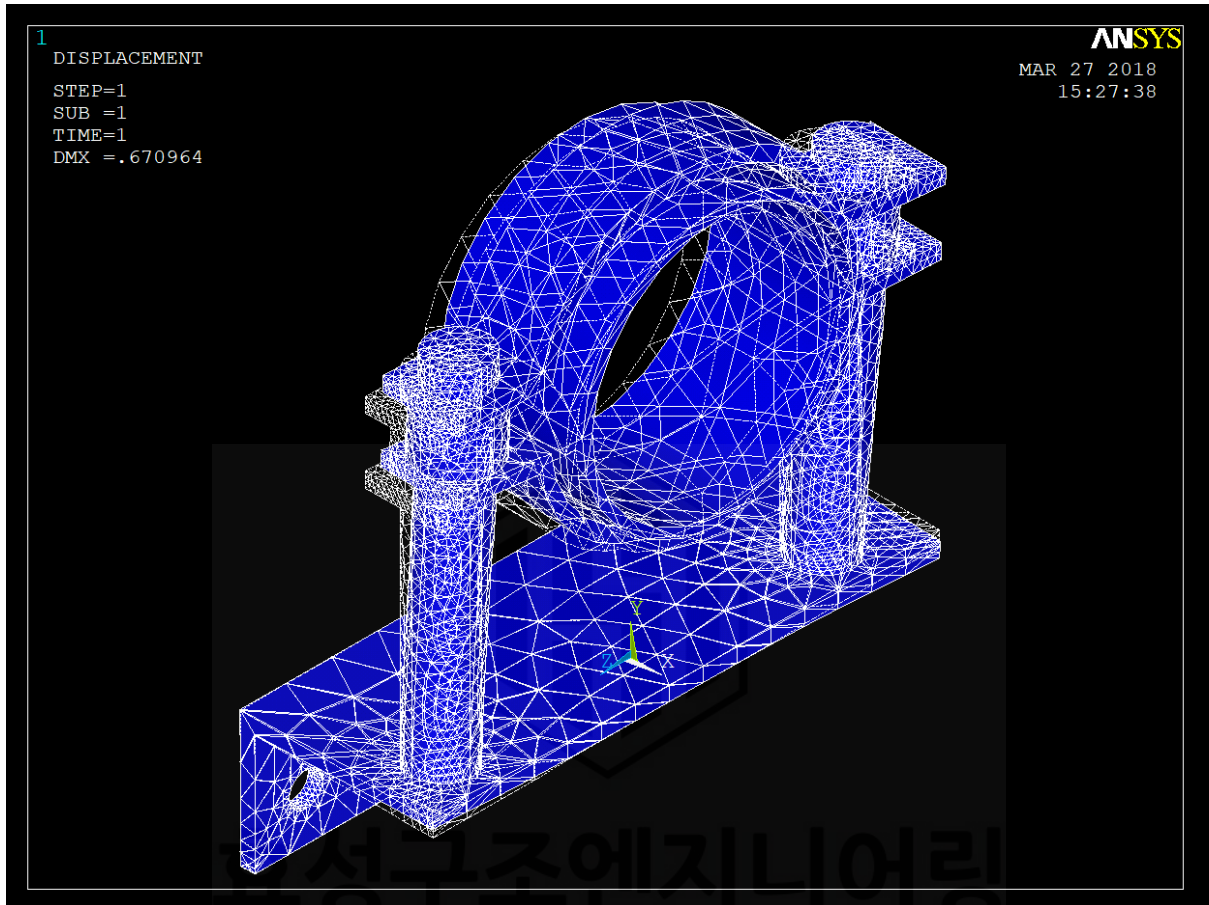 1
DISPLACEMENT
STEP=1
SUB =1
TIME=1
DMX =.670964
ANSYS
MAR 27 2018
15:27:38
Y
Z
X
효성구조엔지니어링